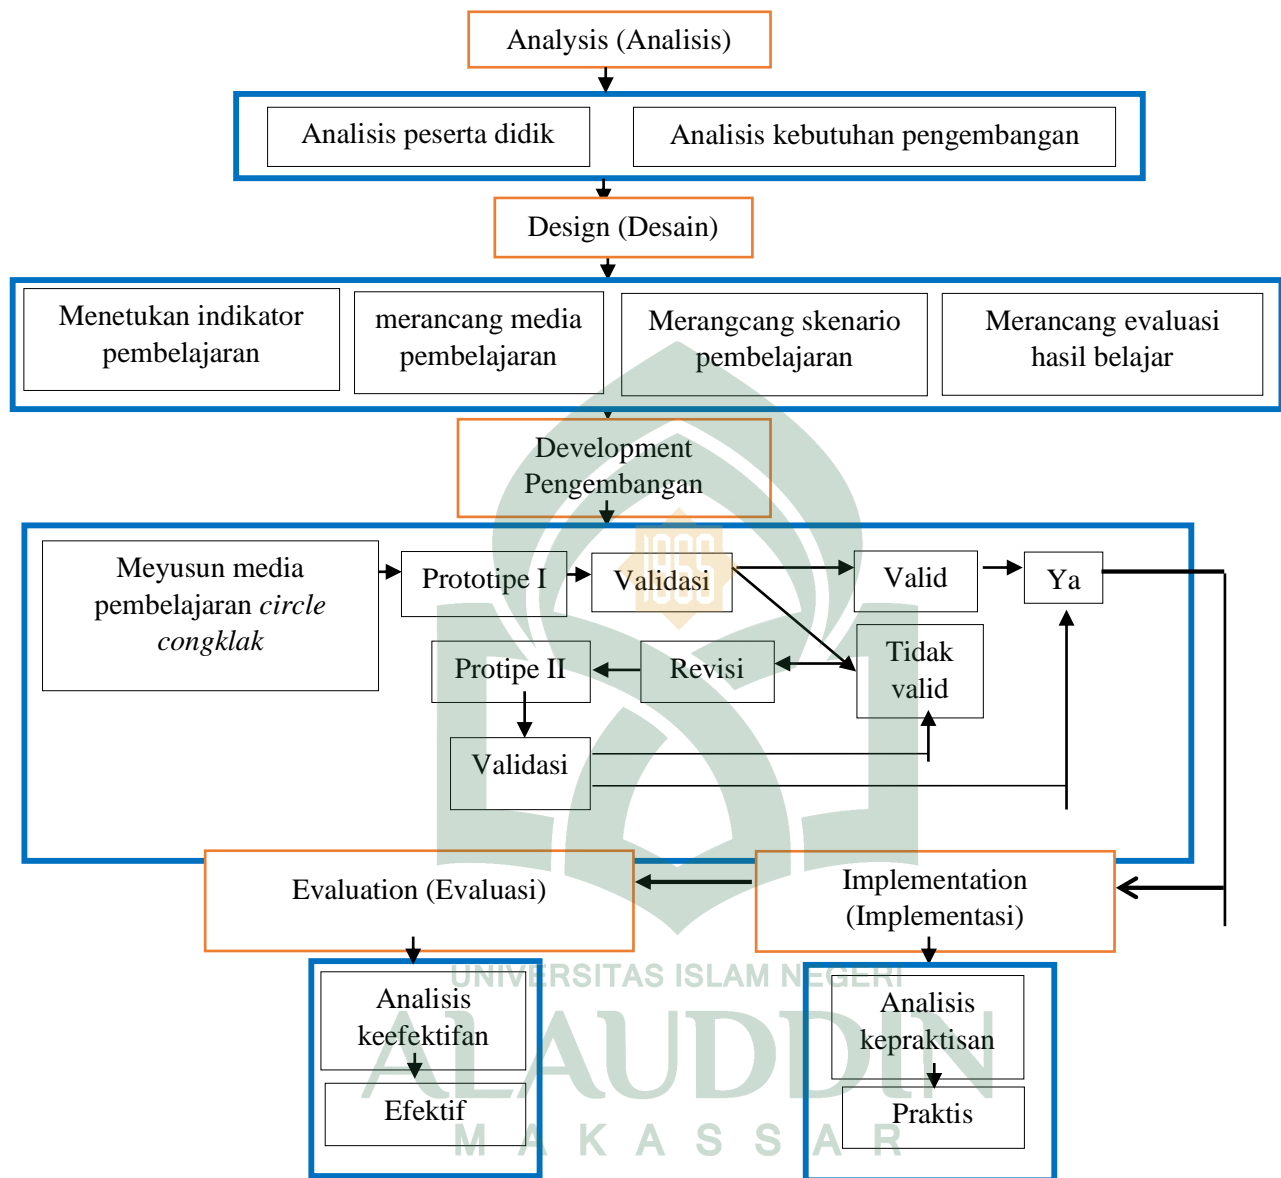 Analysis (Analisis)
Analisis peserta didik
Analisis kebutuhan pengembangan
Design (Desain)
Menetukan indikator
pembelajaran
merancang media
pembelajaran
Merangcang skenario
pembelajaran
Merancang evaluasi
hasil belajar
Development
Pengembangan
1965
Meyusun media
pembelajaran circle
congklak
Prototipe I
Validasi
Valid
Ya
Protipe II
Revisi
Tidak
valid
Validasi
Evaluation (Evaluasi)
Implementation
(Implementasi)
UNIVERSITAS ISLAM NEGERI
Analisis
keefektifan
Analisis
kepraktisan
ALAUDDIN
Efektif
Praktis
MAKASSAR